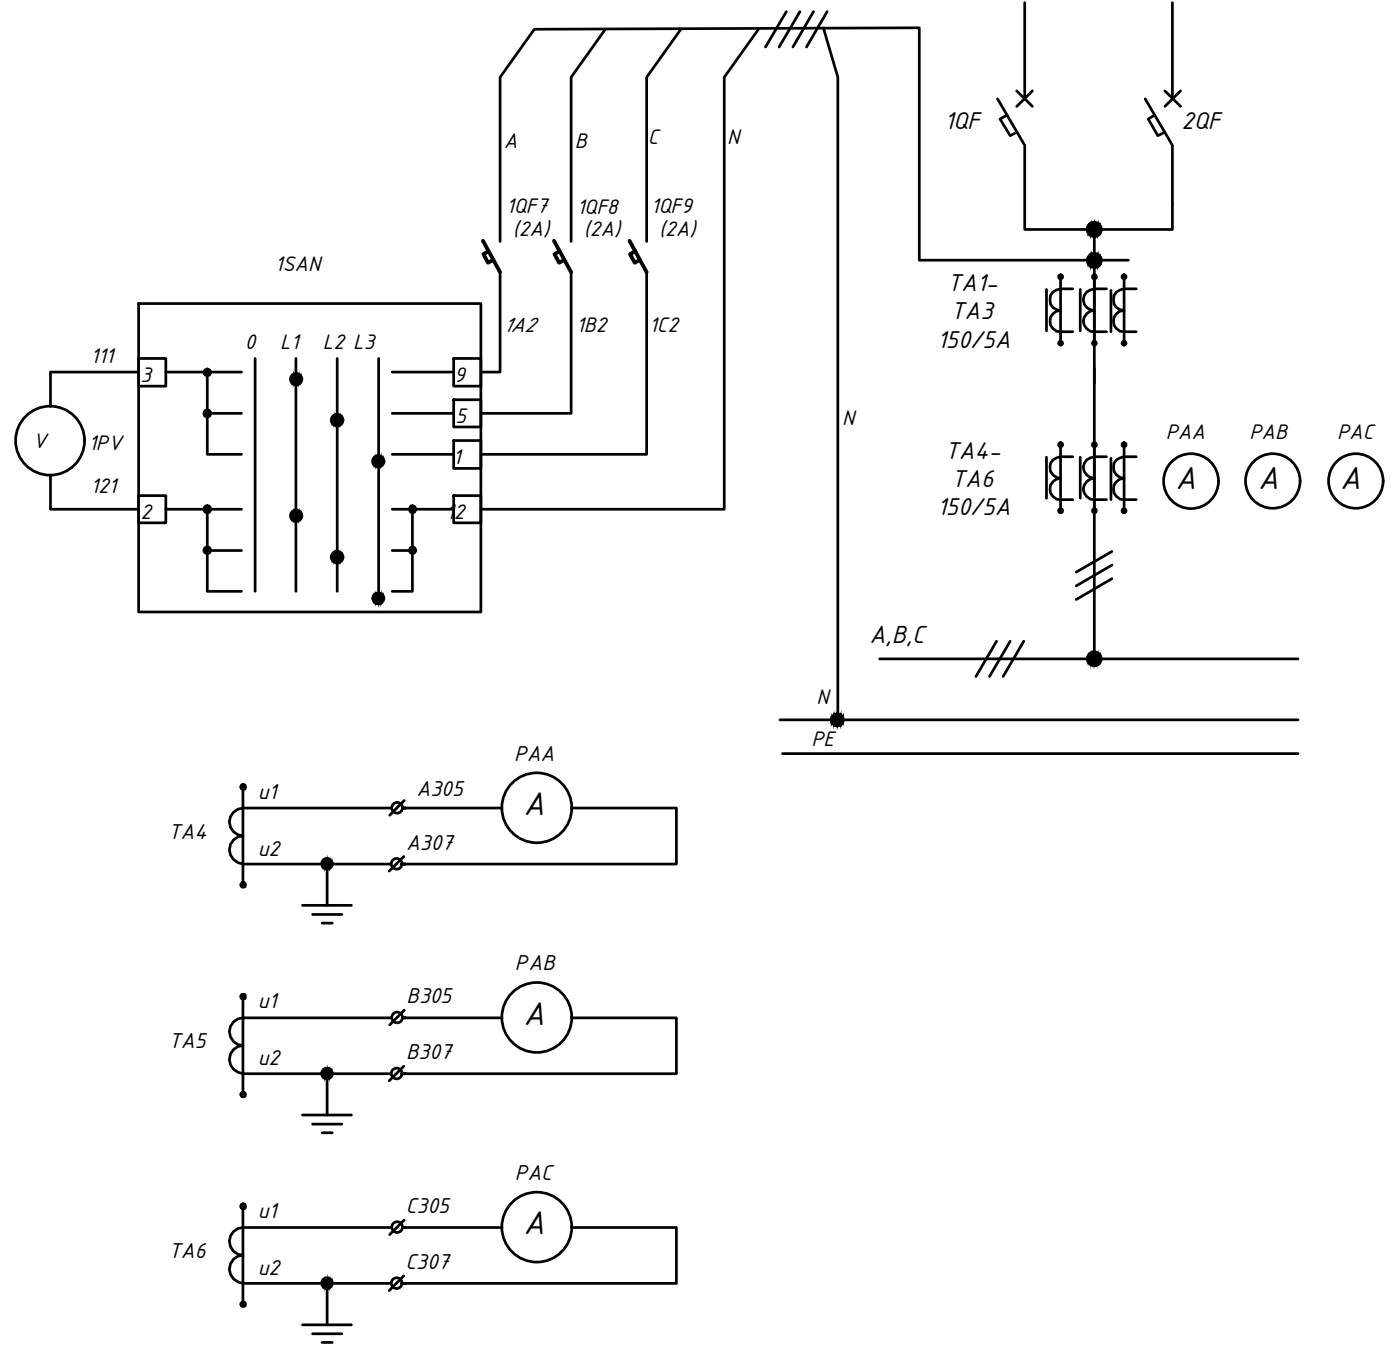 A
B
C
N
1QF
2QF
1QF7
(2A)
1QF8
(2A)
1QF9
(2A)
1SAN
1A2
1B2
1C2
TA1-
TA3
150/5A
0 L1 L2 L3
111
3
9
V
1PV
5
1
121
2
12
N
TA4-
TA6
150/5A
PAA PAB PAC
A A A
A,B,C
N
PE
PAA
u1
A305
A
TA4
u2
A307
PAB
u1
B305
A
TA5
u2
B307
PAC
u1
C305
A
TA6
u2
C307